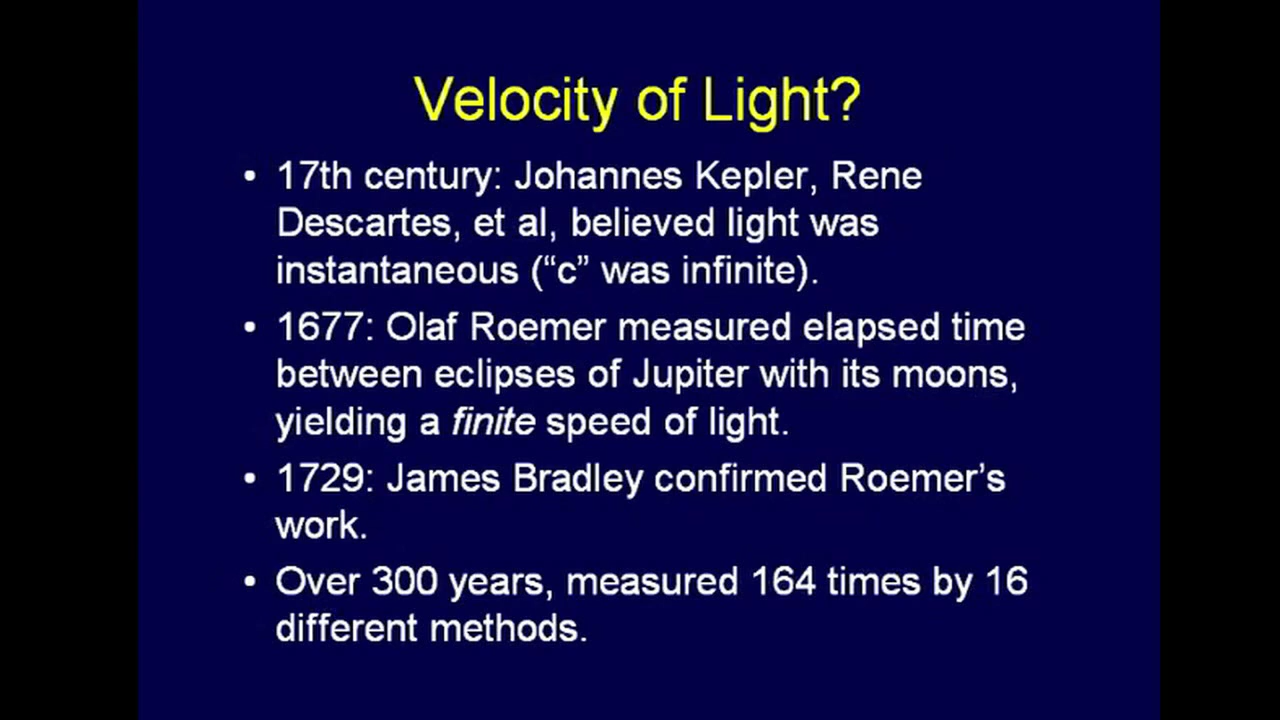 Velocity of Light?
• 17th century: Johannes Kepler, Rene
Descartes, et al, believed light was
instantaneous (“c” was infinite).
• 1677: Olaf Roemer measured elapsed time
between eclipses of Jupiter with its moons,
yielding a finite speed of light.
• 1729: James Bradley confirmed Roemer’s
work.
• Over 300 years, measured 164 times by 16
different methods.